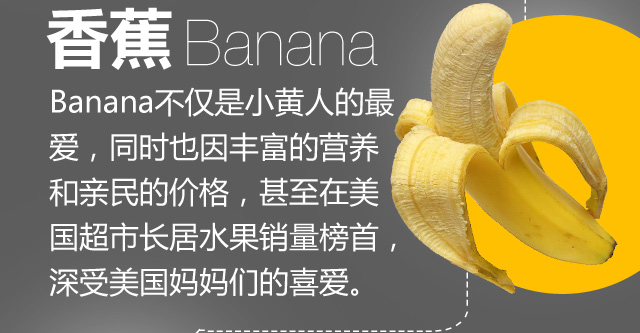 香蕉 Banana
Banana不仅是小黄人的最
爱，同时也因丰富的营养
和亲民的价格，甚至在美
国超市长居水果销量榜首，
深受美国妈妈们的喜爱。